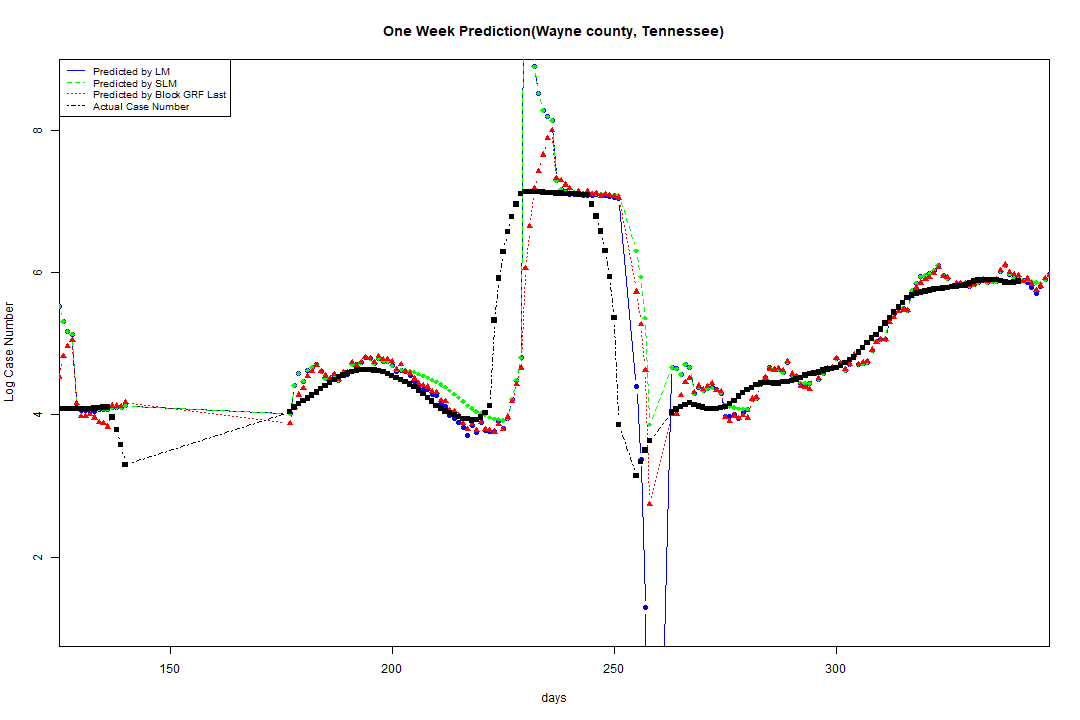 One Week Prediction(Wayne county, Tennessee)
Predicted by LM
Predicted by SLM
Predicted by Block GRF Last
Actual Case Number
8
6
4
2
Log Case Number
150 200 250 300
days